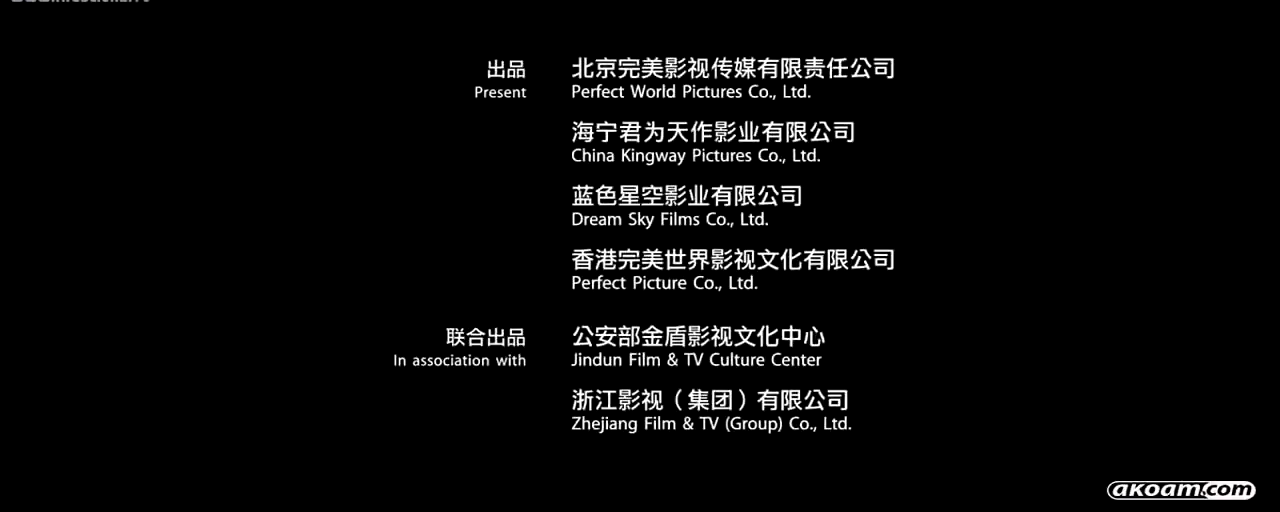 出品 北京完美影视传媒有限责任公司
Present Perfect World Pictures Co., Ltd.
海宁君为天作影业有限公司
China Kingway Pictures Co., Ltd.
蓝色星空影业有限公司
Dream Sky Films Co., Ltd.
香港完美世界影视文化有限公司
Perfect Picture Co., Ltd.
联合出品 公安部金盾影视文化中心
In association with Jindun Film & TV Culture Center
浙江影视（集团）有限公司
Zhejiang Film & TV (Group) Co., Ltd.
akoam.com